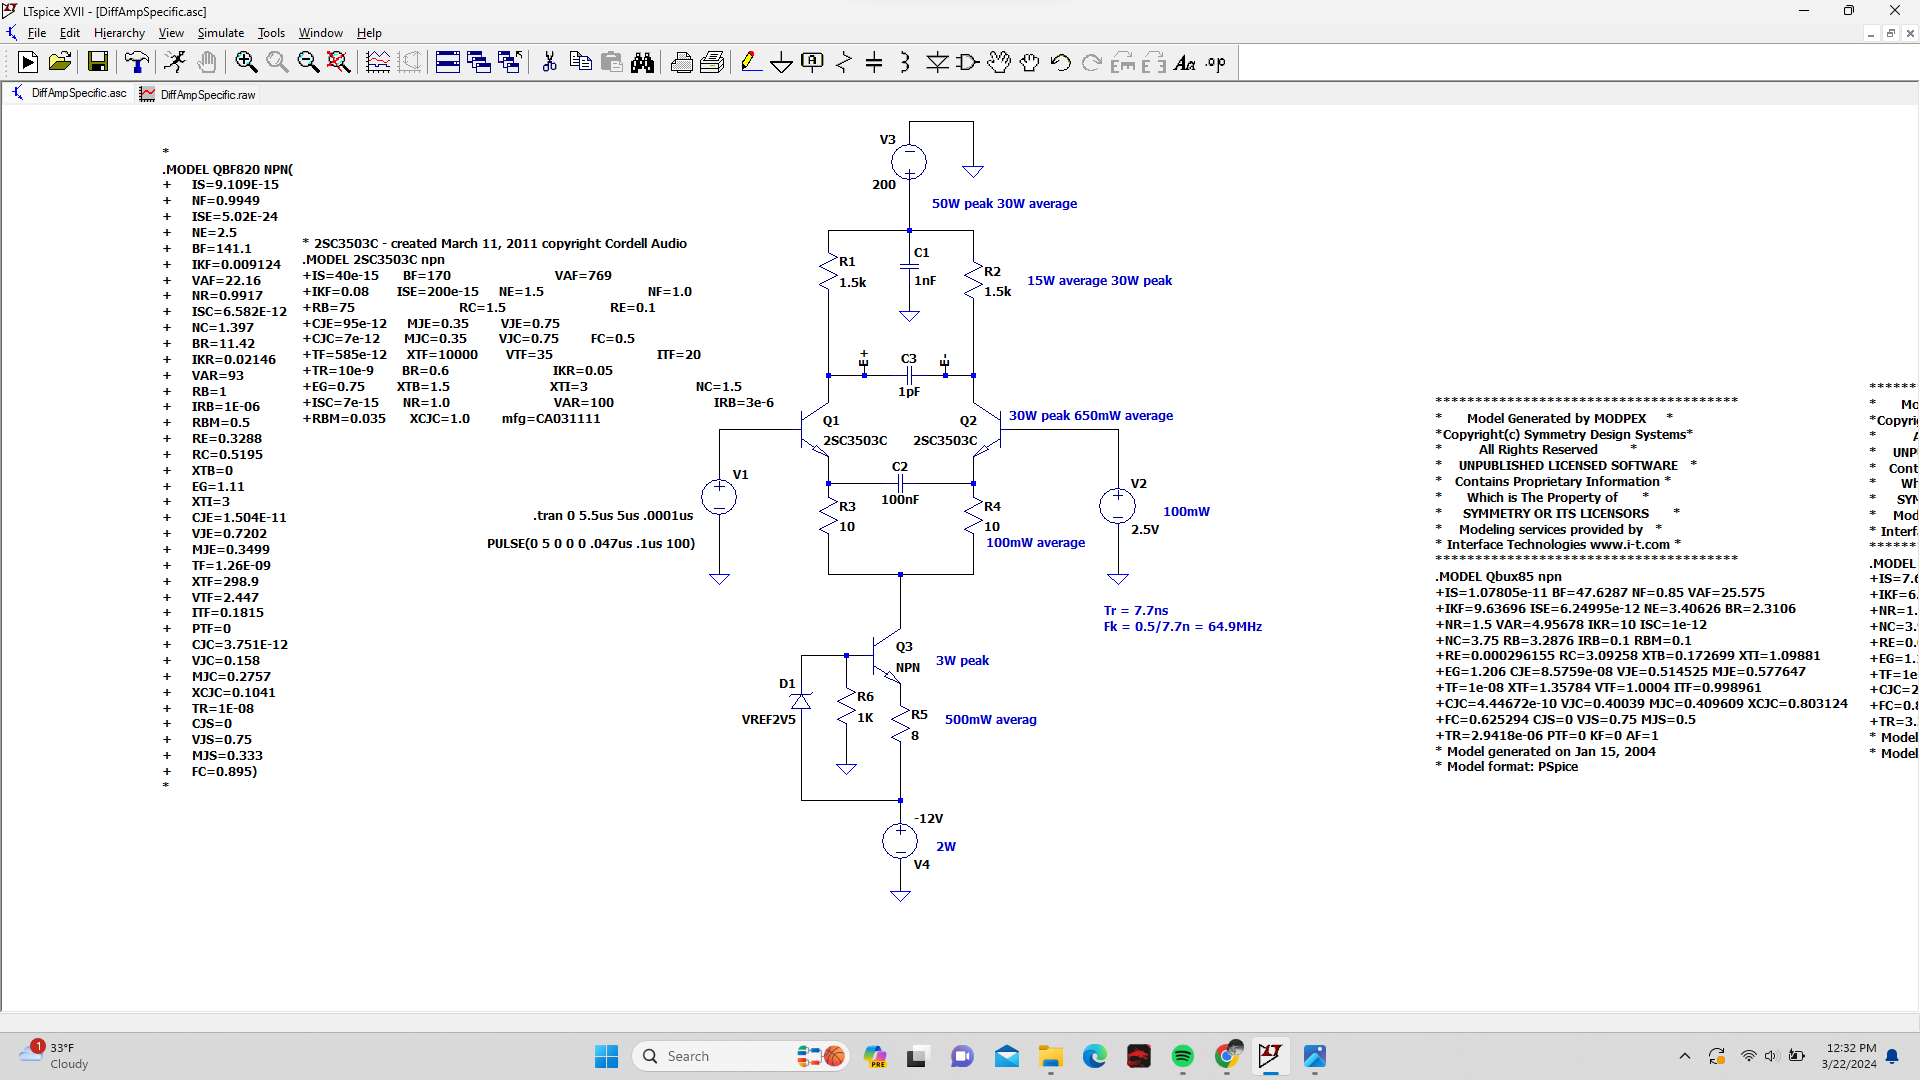 LTspice XVII - [DiffAmpSpecific.asc]
File Edit Hierarchy View Simulate Tools Window Help
DiffAmpSpecific.asc DiffAmpSpecific.raw
*
.MODEL QBF820 NPN(
+ IS=9.109E-15
+ NF=0.9949
+ ISE=5.02E-24
+ NE=2.5
+ BF=141.1
+ IKF=0.009124
+ VAF=22.16
+ NR=0.9917
+ ISC=6.582E-12
+ NC=1.397
+ BR=11.42
+ IKR=0.02146
+ VAR=93
+ RB=1
+ IRB=1E-06
+ RBM=0.5
+ RE=0.3288
+ RC=0.5195
+ XTB=0
+ EG=1.11
+ XTI=3
+ CJE=1.504E-11
+ VJE=0.7202
+ MJE=0.3499
+ TF=1.26E-09
+ XTF=298.9
+ VTF=2.447
+ ITF=0.1815
+ PTF=0
+ CJC=3.751E-12
+ VJC=0.158
+ MJC=0.2757
+ XCJC=0.1041
+ TR=1E-08
+ CJS=0
+ VJS=0.75
+ MJS=0.333
+ FC=0.895)
*
* 2SC3503C - created March 11, 2011 copyright Cordell Audio
.MODEL 2SC3503C npn
+IS=40e-15 BF=170 VAF=769
+IKF=0.08 ISE=200e-15 NE=1.5 NF=1.0
+RB=75 RC=1.5 RE=0.1
+CJE=95e-12 MJE=0.35 VJE=0.75
+CJC=7e-12 MJC=0.35 VJC=0.75 FC=0.5
+TF=585e-12 XTF=10000 VTF=35 ITF=20
+TR=10e-9 BR=0.6 IKR=0.05
+EG=0.75 XTB=1.5 XTI=3 NC=1.5
+ISC=7e-15 NR=1.0 VAR=100 IRB=3e-6
+RBM=0.035 XCJC=1.0 mfg=CA031111
V3
200
50W peak 30W average
R1
1.5k
C1
1nF
R2
1.5k
15W average 30W peak
E+
C3
1pF
E-
Q1
2SC3503C
Q2
2SC3503C
30W peak 650mW average
V1
C2
100nF
R3
10
R4
10
100mW average
V2
2.5V
100mW
.tran 0 5.5us 5us .0001us
PULSE(0 5 0 0 0 .047us .1us 100)
Tr = 7.7ns
Fk = 0.5/7.7n = 64.9MHz
Q3
NPN
3W peak
D1
VREF2V5
R6
1K
R5
8
500mW averag
-12V
V4
2W
**************************************
* Model Generated by MODPEX *
*Copyright(c) Symmetry Design Systems*
* All Rights Reserved *
* UNPUBLISHED LICENSED SOFTWARE *
* Contains Proprietary Information *
* Which is The Property of *
* SYMMETRY OR ITS LICENSORS *
* Modeling services provided by *
* Interface Technologies www.i-t.com *
**************************************
.MODEL Qbux85 npn
+IS=1.07805e-11 BF=47.6287 NF=0.85 VAF=25.575
+IKF=9.63696 ISE=6.24995e-12 NE=3.40626 BR=2.3106
+NR=1.5 VAR=4.95678 IKR=10 ISC=1e-12
+NC=3.75 RB=3.2876 IRB=0.1 RBM=0.1
+RE=0.000296155 RC=3.09258 XTB=0.172699 XTI=1.09881
+EG=1.206 CJE=8.5759e-08 VJE=0.514525 MJE=0.577647
+TF=1e-08 XTF=1.35784 VTF=1.0004 ITF=0.998961
+CJC=4.44672e-10 VJC=0.40039 MJC=0.409609 XCJC=0.803124
+FC=0.625294 CJS=0 VJS=0.75 MJS=0.5
+TR=2.9418e-06 PTF=0 KF=0 AF=1
* Model generated on Jan 15, 2004
* Model format: PSpice
******
* Mo
*Copyri
*
* UNP
* Cont
* Wh
* SYM
* Mod
* Interf
******
.MODEL
+IS=7.6
+IKF=6.
+NR=1.
+NC=3.
+RE=0.
+EG=1.
+TF=1e
+CJC=2
+FC=0.8
+TR=3.
* Model
* Model
1
33°F
Cloudy
Search
PRE
12:32 PM
3/22/2024